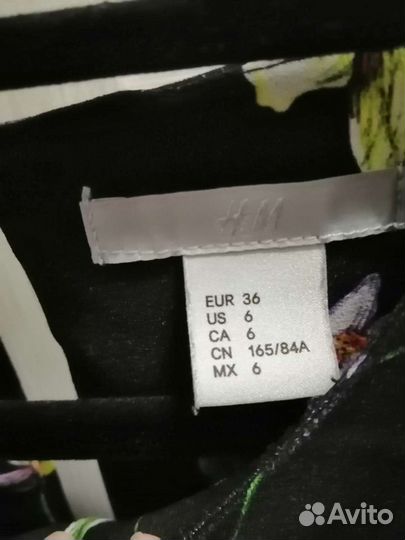 H&M
EUR 36
US 6
CA 6
CN 165/84A
MX 6
Avito